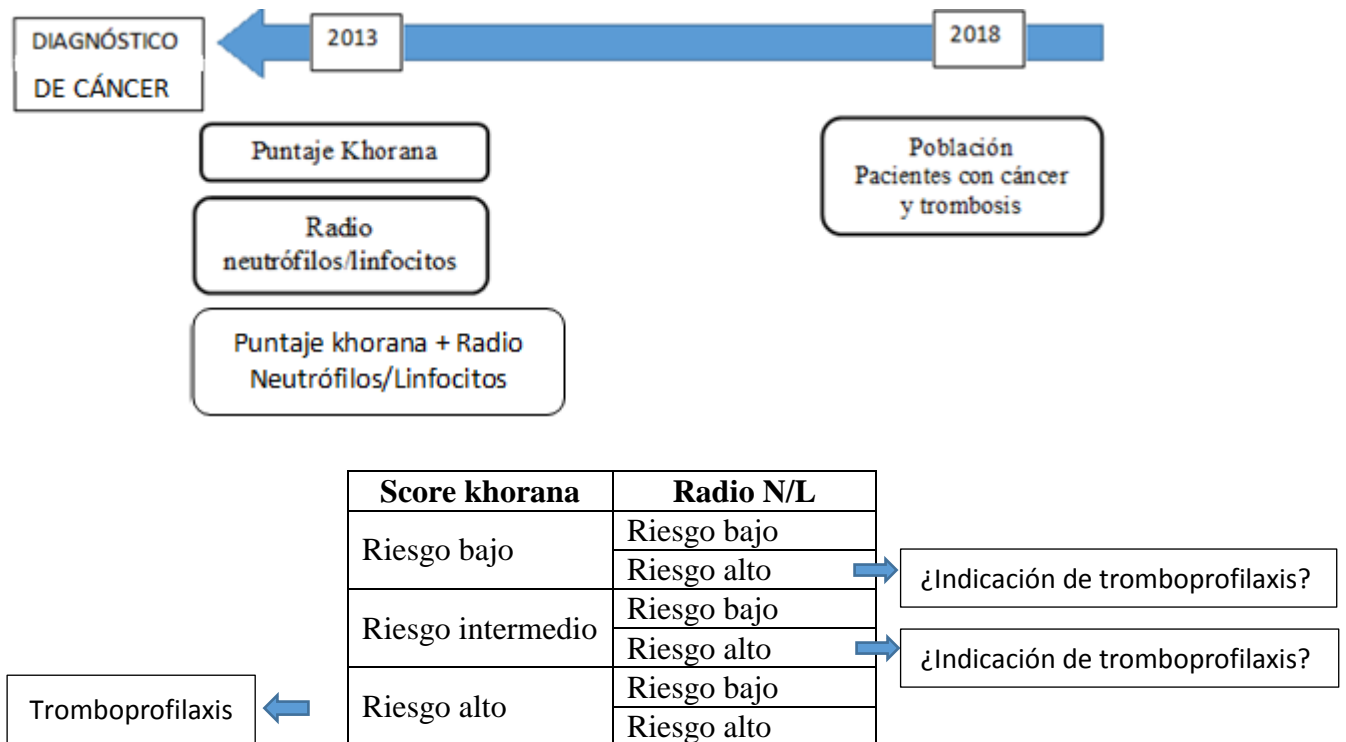 DIAGNÓSTICO
DE CÁNCER
2013
2018
Puntaje Khorana
Radio
neutrófilos/linfocitos
Puntaje khorana + Radio
Neutrófilos/Linfocitos
Población
Pacientes con cáncer
y trombosis
Score khorana
Radio N/L
Riesgo bajo
Riesgo bajo
Riesgo alto
¿Indicación de tromboprofilaxis?
Riesgo intermedio
Riesgo bajo
Riesgo alto
¿Indicación de tromboprofilaxis?
Tromboprofilaxis
Riesgo alto
Riesgo bajo
Riesgo alto